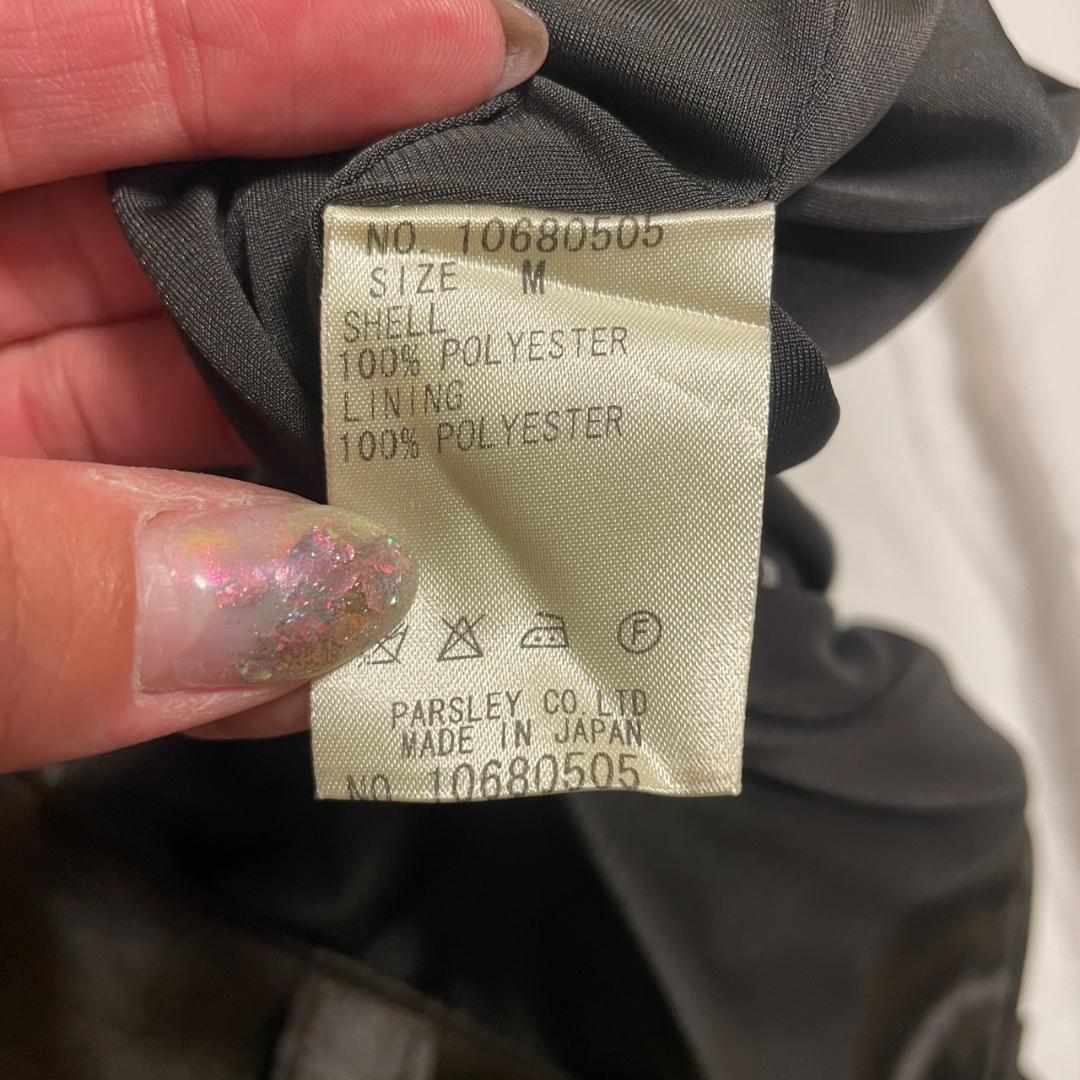 NO. 10680505
SIZE M
SHELL
100% POLYESTER
LINING
100% POLYESTER
F
PARSLEY CO. LTD
MADE IN JAPAN
NO. 10680505